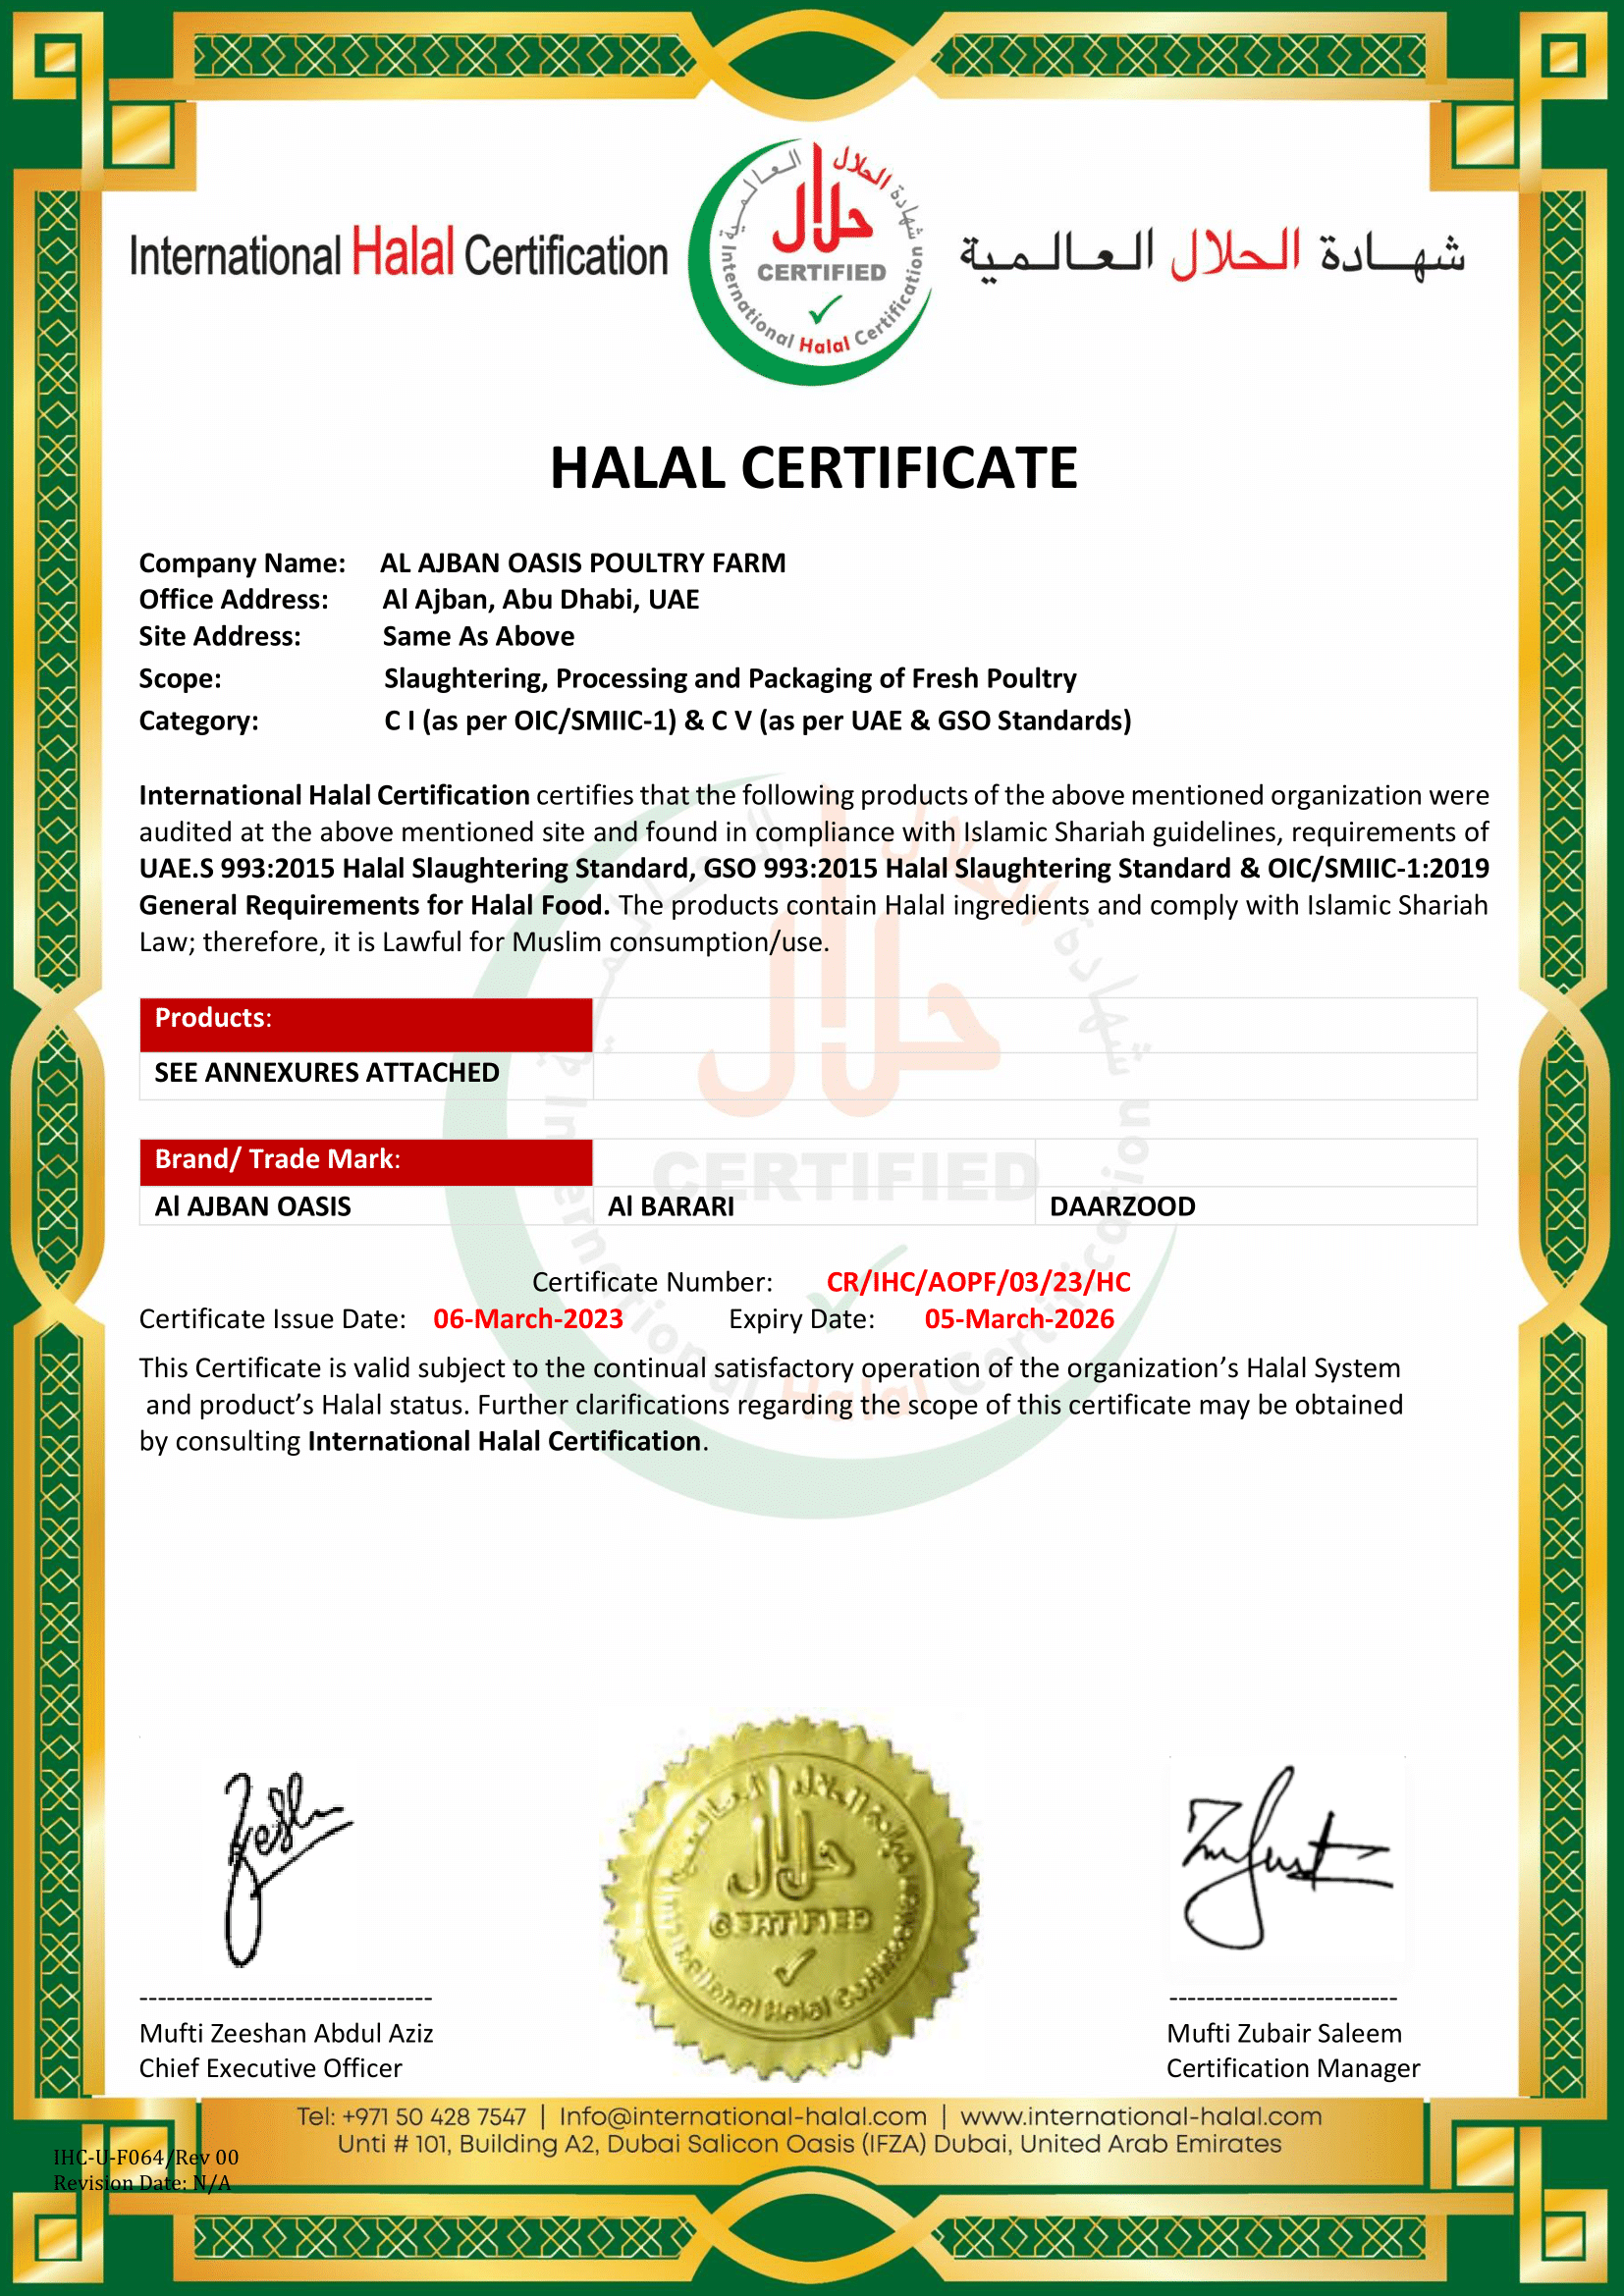 International Halal Certification
شهادة الحلال العالمية
شهادة الحلال العالمية
حلال
CERTIFIED
International Halal Certification
HALAL CERTIFICATE
Company Name: AL AJBAN OASIS POULTRY FARM
Office Address: Al Ajban, Abu Dhabi, UAE
Site Address: Same As Above
Scope: Slaughtering, Processing and Packaging of Fresh Poultry
Category: C I (as per OIC/SMIIC-1) & C V (as per UAE & GSO Standards)
International Halal Certification certifies that the following products of the above mentioned organization were
audited at the above mentioned site and found in compliance with Islamic Shariah guidelines, requirements of
UAE.S 993:2015 Halal Slaughtering Standard, GSO 993:2015 Halal Slaughtering Standard & OIC/SMIIC-1:2019
General Requirements for Halal Food. The products contain Halal ingredients and comply with Islamic Shariah
Law; therefore, it is Lawful for Muslim consumption/use.
Products:
SEE ANNEXURES ATTACHED
Brand/ Trade Mark:
Al AJBAN OASIS Al BARARI DAARZOOD
Certificate Number: CR/IHC/AOPF/03/23/HC
Certificate Issue Date: 06-March-2023 Expiry Date: 05-March-2026
This Certificate is valid subject to the continual satisfactory operation of the organization’s Halal System
and product’s Halal status. Further clarifications regarding the scope of this certificate may be obtained
by consulting International Halal Certification.
حلال
CERTIFIED
Mufti Zeeshan Abdul Aziz
Chief Executive Officer
Mufti Zubair Saleem
Certification Manager
Tel: +971 50 428 7547 | Info@international-halal.com | www.international-halal.com
Unti # 101, Building A2, Dubai Salicon Oasis (IFZA) Dubai, United Arab Emirates
IHC-U-F064/Rev 00
Revision Date: N/A